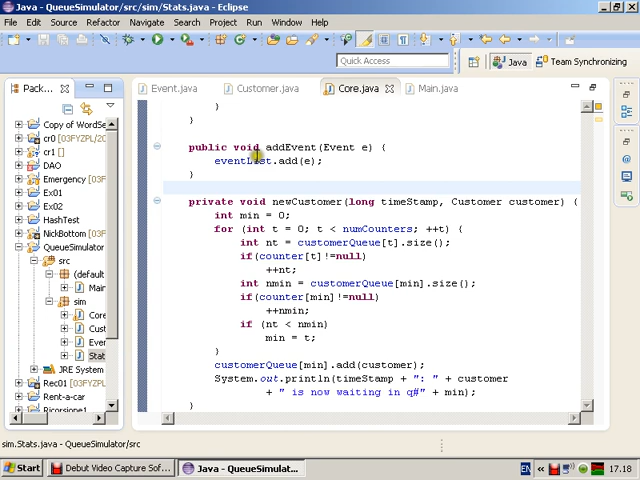 Java - QueueSimulator/src/sim/Stats.java - Eclipse
File Edit Source Refactor Navigate Search Project Run Window Help
Quick Access
Java Team Synchronizing
Pack...
Event.java Customer.java Core.java Main.java
Copy of WordSe
cr0 [03FYZPL/20
cr1 []
DAO
Emergency [03FYZPL
Ex01
Ex02
HashTest
NickBottom [03FYZPL
QueueSimulator
src
(default
Main
sim
Core
Cust
Even
Stat
JRE System
Rec01 [03FYZPL
Rent-a-car
Ricorsione1
}
}
public void addEvent(Event e) {
eventList.add(e);
}
private void newCustomer(long timeStamp, Customer customer) {
int min = 0;
for (int t = 0; t < numCounters; ++t) {
int nt = customerQueue[t].size();
if(counter[t]!=null)
++nt;
int nmin = customerQueue[min].size();
if(counter[min]!=null)
++nmin;
if (nt < nmin)
min = t;
}
customerQueue[min].add(customer);
System.out.println(timeStamp + ": " + customer
+ " is now waiting in q#" + min);
}
sim.Stats.java - QueueSimulator/src
Start Debut Video Capture Sof... Java - QueueSimulat... EN 17.18